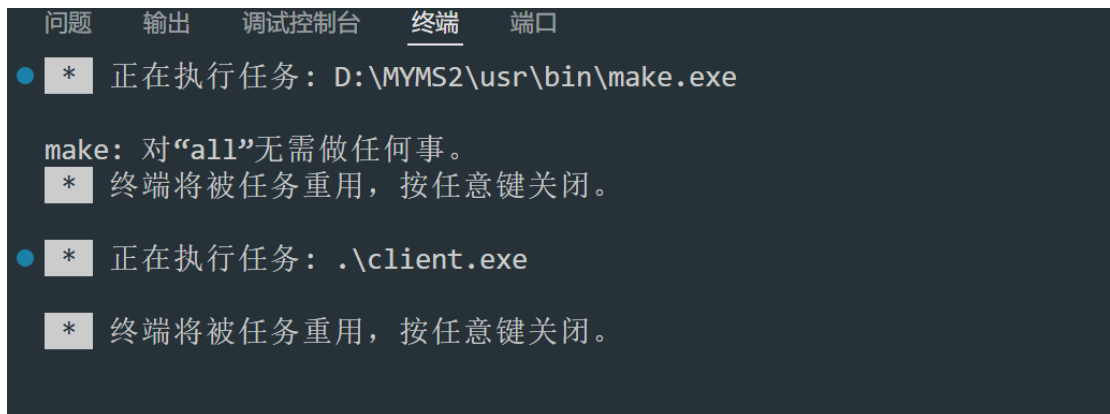 问题 输出 调试控制台 终端 端口
* 正在执行任务: D:\MYMS2\usr\bin\make.exe
make: 对“all”无需做任何事。
* 终端将被任务重用，按任意键关闭。
* 正在执行任务: .\client.exe
* 终端将被任务重用，按任意键关闭。